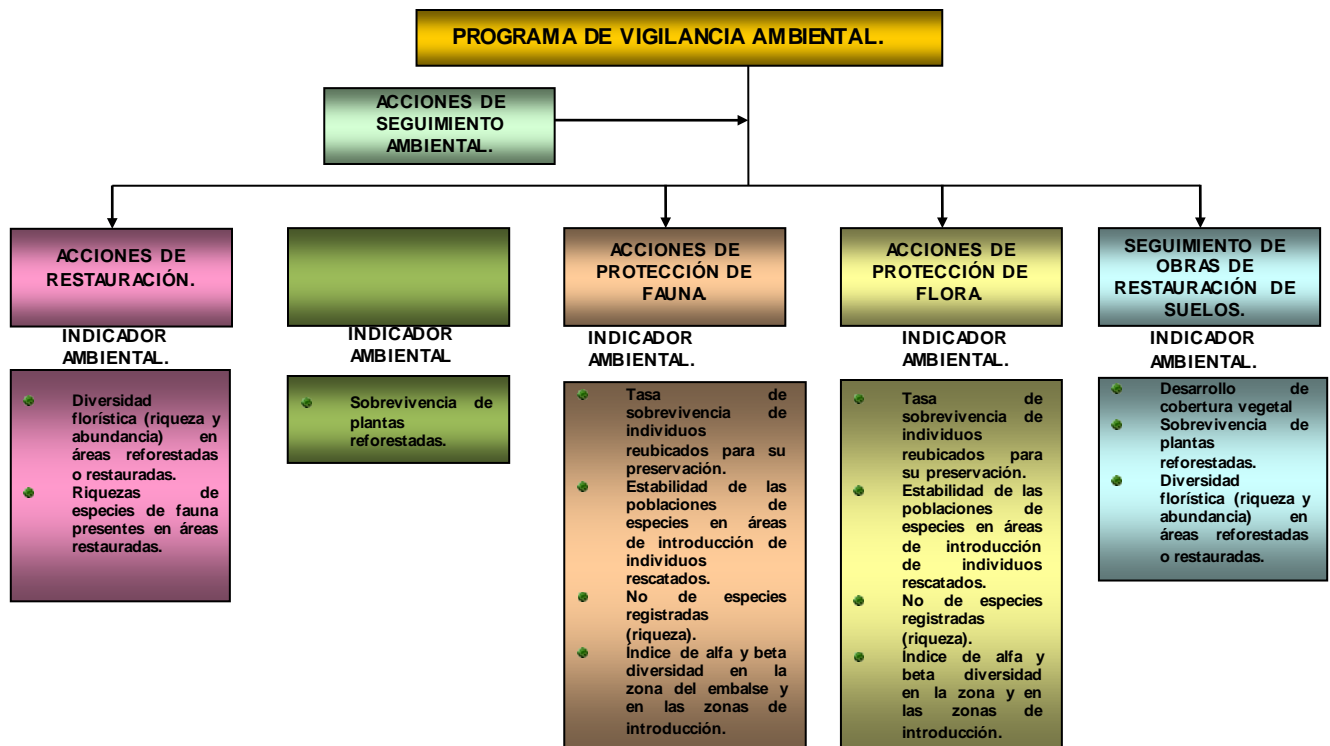 PROGRAMA DE VIGILANCIA AMBIENTAL.
ACCIONES DE
SEGUIMIENTO
AMBIENTAL.
ACCIONES DE
RESTAURACIÓN.
INDICADOR
AMBIENTAL.
Diversidad
florística (riqueza y
abundancia) en
áreas reforestadas
o restauradas.
Riquezas de
especies de fauna
presentes en áreas
restauradas.
INDICADOR
AMBIENTAL
Sobrevivencia de
plantas
reforestadas.
ACCIONES DE
PROTECCIÓN DE
FAUNA.
INDICADOR
AMBIENTAL.
Tasa de
sobrevivencia de
individuos
reubicados para su
preservación.
Estabilidad de las
poblaciones de
especies en áreas
de introducción de
individuos
rescatados.
No de especies
registradas
(riqueza).
Índice de alfa y beta
diversidad en la
zona del embalse y
en las zonas de
introducción.
ACCIONES DE
PROTECCIÓN DE
FLORA.
INDICADOR
AMBIENTAL.
Tasa de
sobrevivencia de
individuos
reubicados para
su preservación.
Estabilidad de las
poblaciones de
especies en áreas
de introducción
de individuos
rescatados.
No de especies
registradas
(riqueza).
Índice de alfa y
beta diversidad
en la zona y en
las zonas de
introducción.
SEGUIMIENTO DE
OBRAS DE
RESTAURACIÓN DE
SUELOS.
INDICADOR
AMBIENTAL.
Desarrollo de
cobertura vegetal
Sobrevivencia de
plantas
reforestadas.
Diversidad
florística (riqueza y
abundancia) en
áreas reforestadas
o restauradas.